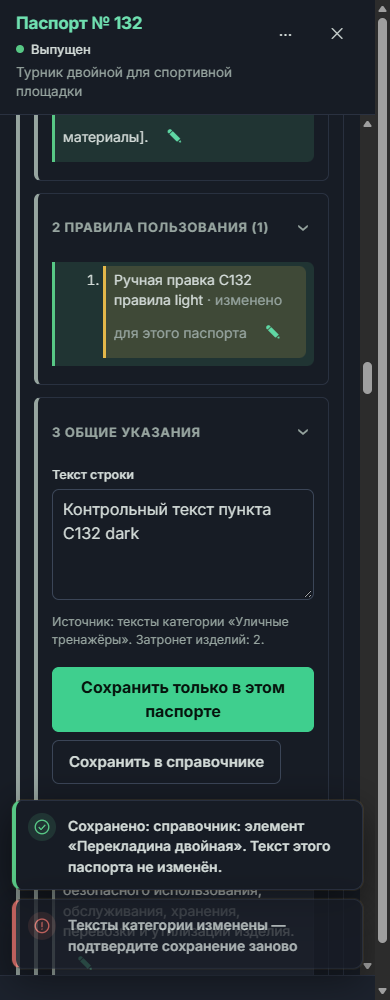 Паспорт № 132
Выпущен
Турник двойной для спортивной
площадки
материалы].
2 ПРАВИЛА ПОЛЬЗОВАНИЯ (1)
1. Ручная правка С132
правила light · изменено
для этого паспорта
3 ОБЩИЕ УКАЗАНИЯ
Текст строки
Контрольный текст пункта
С132 dark
Источник: тексты категории «Уличные
тренажёры». Затронет изделий: 2.
Сохранить только в этом
паспорте
Сохранить в справочнике
Сохранено: справочник: элемент
«Перекладина двойная». Текст этого
паспорта не изменён.
безопасного использования,
обслуживания, хранения,
перевозки и утилизации изделия.
Тексты категории изменены —
подтвердите сохранение заново